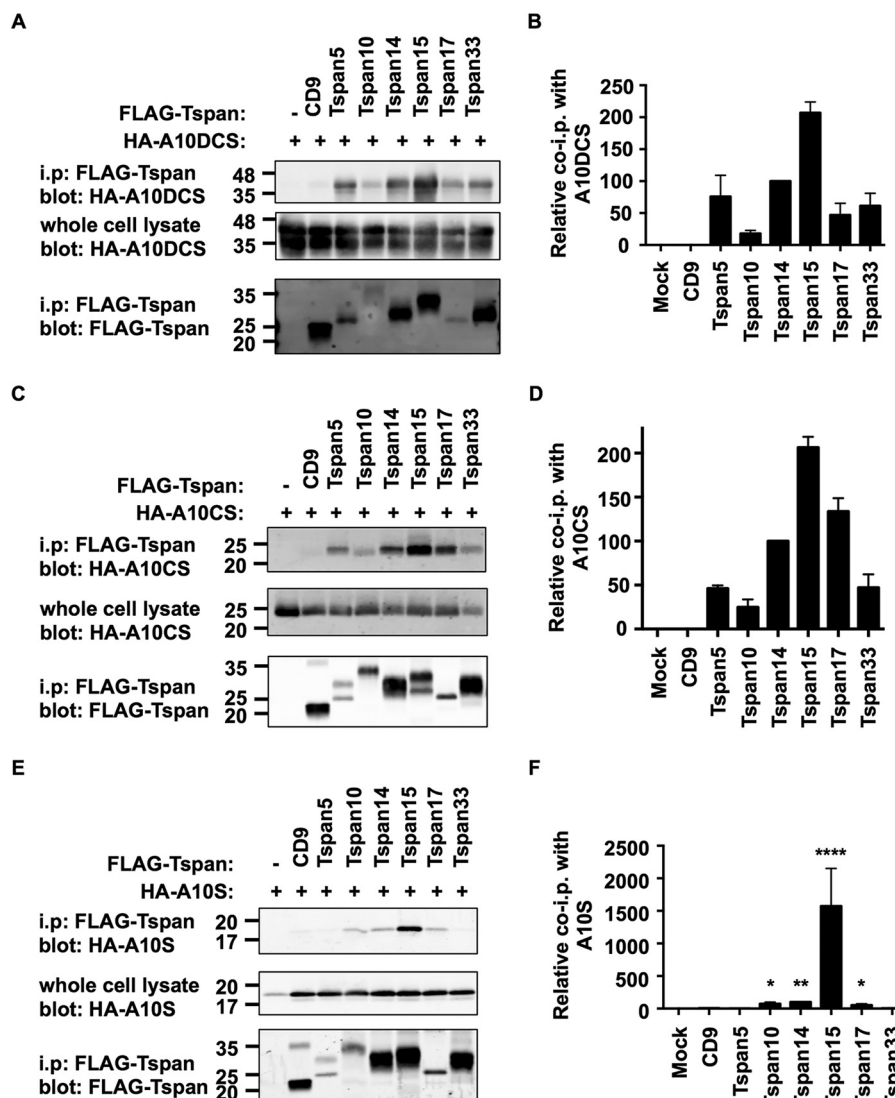 A
FLAG-Tspan: - CD9 Tspan5 Tspan10 Tspan14 Tspan15 Tspan17 Tspan33
HA-A10DCS: + + + + + + + +
i.p: FLAG-Tspan 48
blot: HA-A10DCS 35
whole cell lysate 48
blot: HA-A10DCS 35
i.p: FLAG-Tspan 35
blot: FLAG-Tspan 25
20
B
Relative co-i.p. with
A10DCS
250
200
150
100
50
0
Mock CD9 Tspan5 Tspan10 Tspan14 Tspan15 Tspan17 Tspan33
C
FLAG-Tspan: - CD9 Tspan5 Tspan10 Tspan14 Tspan15 Tspan17 Tspan33
HA-A10CS: + + + + + + + +
i.p: FLAG-Tspan 25
blot: HA-A10CS 20
whole cell lysate 25
blot: HA-A10CS 20
i.p: FLAG-Tspan 35
blot: FLAG-Tspan 25
20
D
Relative co-i.p. with
A10CS
200
150
100
50
0
Mock CD9 Tspan5 Tspan10 Tspan14 Tspan15 Tspan17 Tspan33
E
FLAG-Tspan: - CD9 Tspan5 Tspan10 Tspan14 Tspan15 Tspan17 Tspan33
HA-A10S: + + + + + + + +
i.p: FLAG-Tspan 20
blot: HA-A10S 17
whole cell lysate 20
blot: HA-A10S 17
i.p: FLAG-Tspan 35
blot: FLAG-Tspan 25
20
F
Relative co-i.p. with
A10S
2500
2000
1500
1000
500
0
* ** **** *
Mock CD9 Tspan5 Tspan10 Tspan14 Tspan15 Tspan17 Tspan33